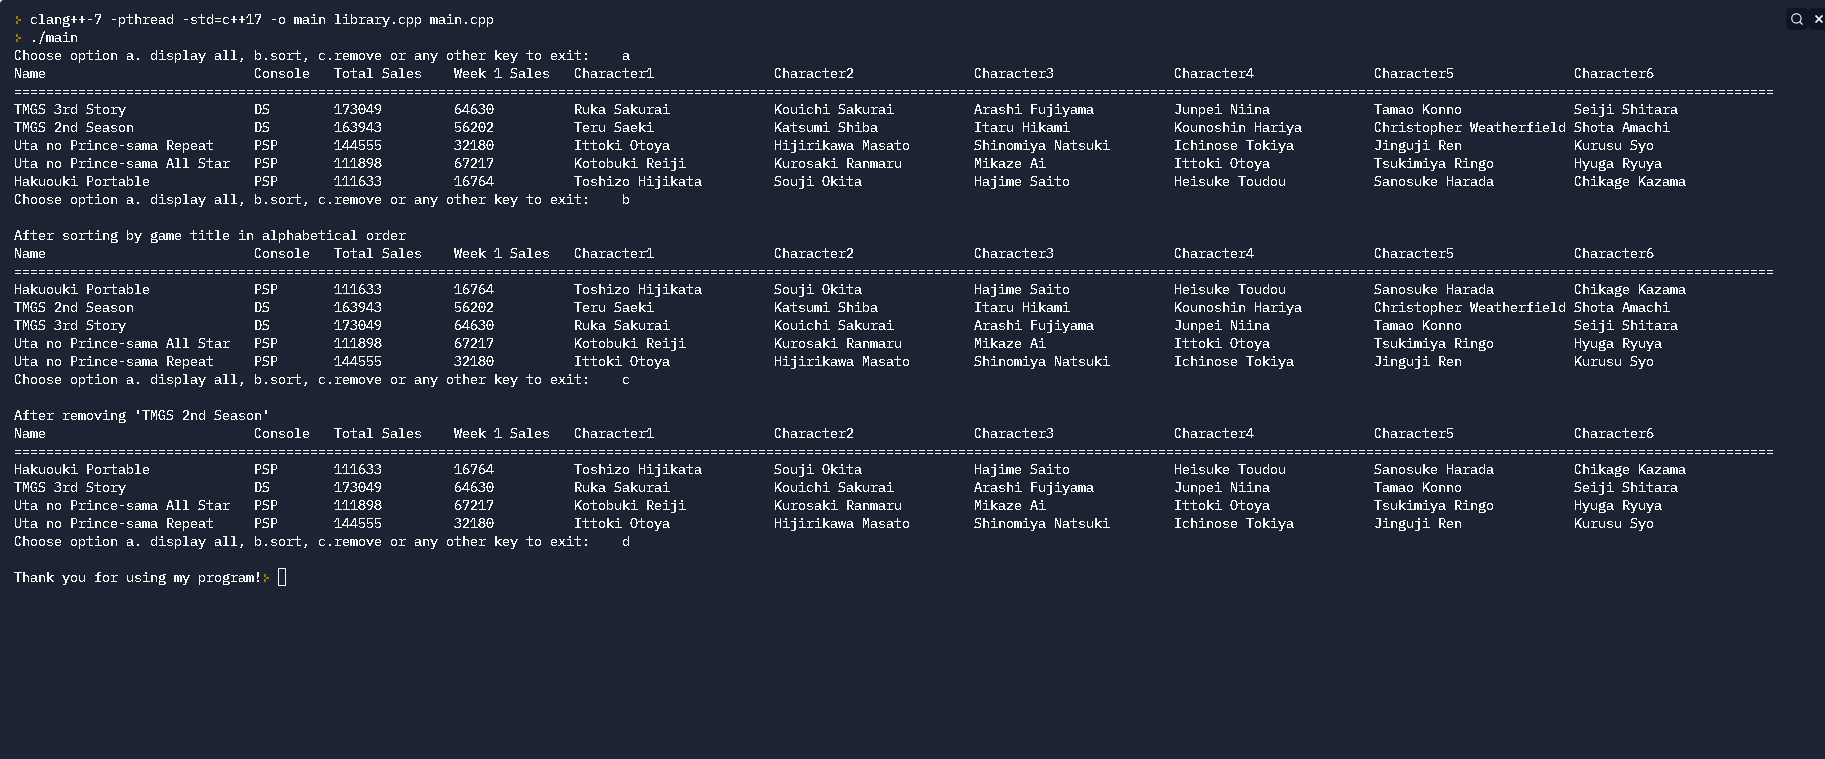 clang++-7 -pthread -std=c++17 -o main library.cpp main.cpp
./main
Choose option a. display all, b.sort, c.remove or any other key to exit:    a
Name                          Console   Total Sales    Week 1 Sales   Character1               Character2               Character3               Character4               Character5               Character6
============================================================================================================================================================================================================================
TMGS 3rd Story                DS        173049         64630          Ruka Sakurai             Kouichi Sakurai          Arashi Fujiyama          Junpei Niina             Tamao Konno              Seiji Shitara
TMGS 2nd Season               DS        163943         56202          Teru Saeki               Katsumi Shiba            Itaru Hikami             Kounoshin Hariya         Christopher Weatherfield Shota Amachi
Uta no Prince-sama Repeat     PSP       144555         32180          Ittoki Otoya             Hijirikawa Masato        Shinomiya Natsuki        Ichinose Tokiya          Jinguji Ren              Kurusu Syo
Uta no Prince-sama All Star   PSP       111898         67217          Kotobuki Reiji           Kurosaki Ranmaru         Mikaze Ai                Ittoki Otoya             Tsukimiya Ringo          Hyuga Ryuya
Hakuouki Portable             PSP       111633         16764          Toshizo Hijikata         Souji Okita              Hajime Saito             Heisuke Toudou           Sanosuke Harada          Chikage Kazama
Choose option a. display all, b.sort, c.remove or any other key to exit:    b
After sorting by game title in alphabetical order
Name                          Console   Total Sales    Week 1 Sales   Character1               Character2               Character3               Character4               Character5               Character6
============================================================================================================================================================================================================================
Hakuouki Portable             PSP       111633         16764          Toshizo Hijikata         Souji Okita              Hajime Saito             Heisuke Toudou           Sanosuke Harada          Chikage Kazama
TMGS 2nd Season               DS        163943         56202          Teru Saeki               Katsumi Shiba            Itaru Hikami             Kounoshin Hariya         Christopher Weatherfield Shota Amachi
TMGS 3rd Story                DS        173049         64630          Ruka Sakurai             Kouichi Sakurai          Arashi Fujiyama          Junpei Niina             Tamao Konno              Seiji Shitara
Uta no Prince-sama All Star   PSP       111898         67217          Kotobuki Reiji           Kurosaki Ranmaru         Mikaze Ai                Ittoki Otoya             Tsukimiya Ringo          Hyuga Ryuya
Uta no Prince-sama Repeat     PSP       144555         32180          Ittoki Otoya             Hijirikawa Masato        Shinomiya Natsuki        Ichinose Tokiya          Jinguji Ren              Kurusu Syo
Choose option a. display all, b.sort, c.remove or any other key to exit:    c
After removing 'TMGS 2nd Season'
Name                          Console   Total Sales    Week 1 Sales   Character1               Character2               Character3               Character4               Character5               Character6
============================================================================================================================================================================================================================
Hakuouki Portable             PSP       111633         16764          Toshizo Hijikata         Souji Okita              Hajime Saito             Heisuke Toudou           Sanosuke Harada          Chikage Kazama
TMGS 3rd Story                DS        173049         64630          Ruka Sakurai             Kouichi Sakurai          Arashi Fujiyama          Junpei Niina             Tamao Konno              Seiji Shitara
Uta no Prince-sama All Star   PSP       111898         67217          Kotobuki Reiji           Kurosaki Ranmaru         Mikaze Ai                Ittoki Otoya             Tsukimiya Ringo          Hyuga Ryuya
Uta no Prince-sama Repeat     PSP       144555         32180          Ittoki Otoya             Hijirikawa Masato        Shinomiya Natsuki        Ichinose Tokiya          Jinguji Ren              Kurusu Syo
Choose option a. display all, b.sort, c.remove or any other key to exit:    d
Thank you for using my program!